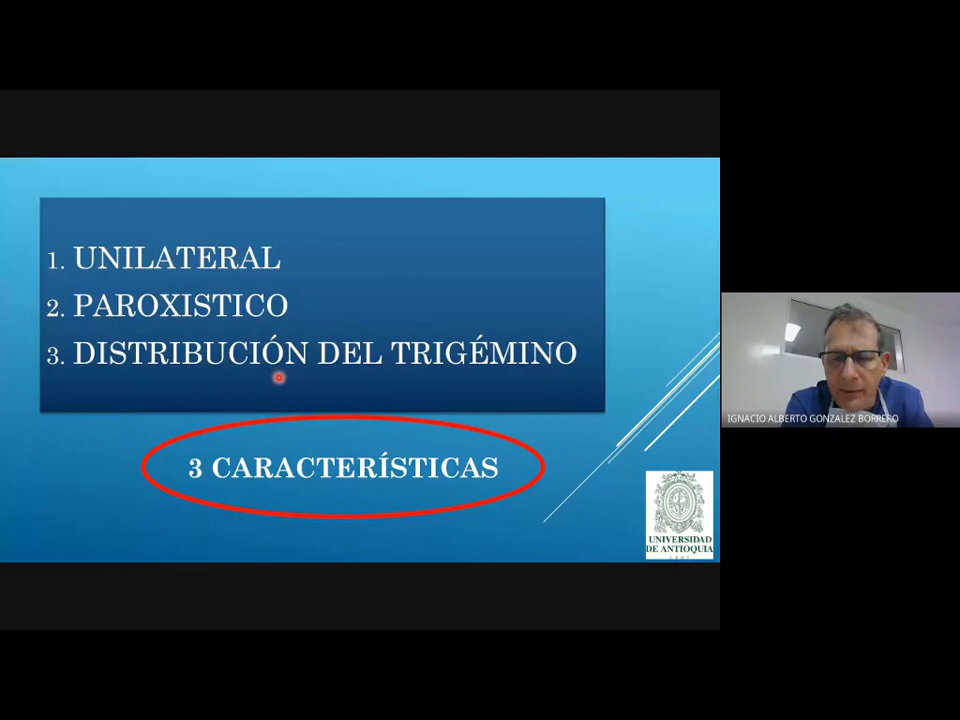 1. UNILATERAL
2. PAROXISTICO
3. DISTRIBUCIÓN DEL TRIGÉMINO
3 CARACTERÍSTICAS
UNIVERSIDAD
DE ANTIOQUIA
IGNACIO ALBERTO GONZALEZ BORRERO